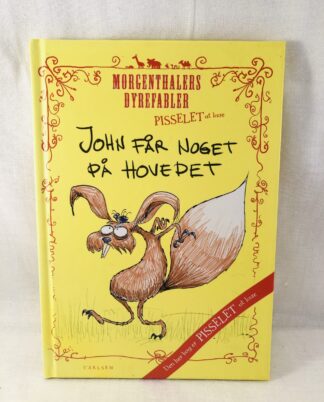 MORGENTHALERS
DYREFABLER
PISSELET at læse
JOHN FÅR NOGET
PÅ HOVEDET
Den her bog er PISSELET at læse
CARLSEN